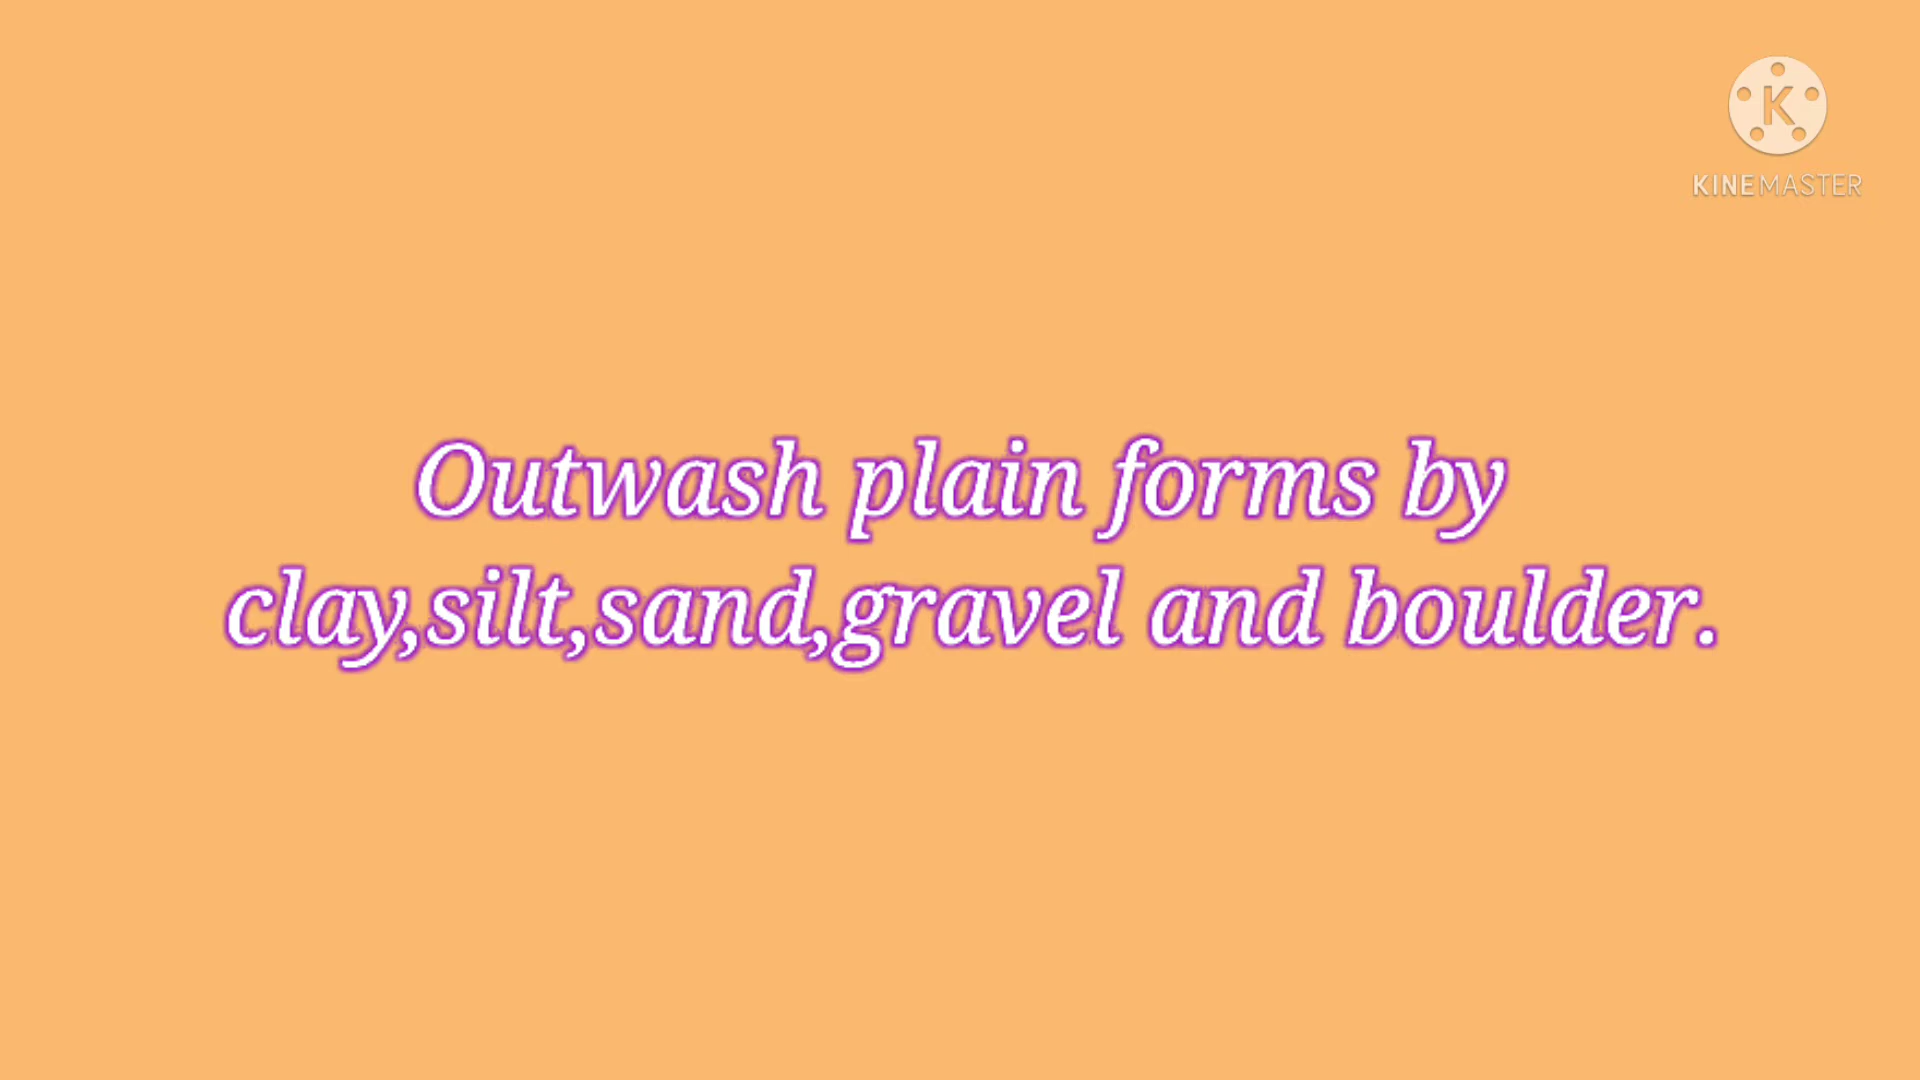 K
KINEMASTER
Outwash plain forms by
clay,silt,sand,gravel and boulder.